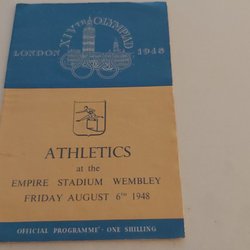 XIVTH OLYMPIAD
LONDON 1948
ATHLETICS
at the
EMPIRE STADIUM WEMBLEY
FRIDAY AUGUST 6TH 1948
OFFICIAL PROGRAMME · ONE SHILLING